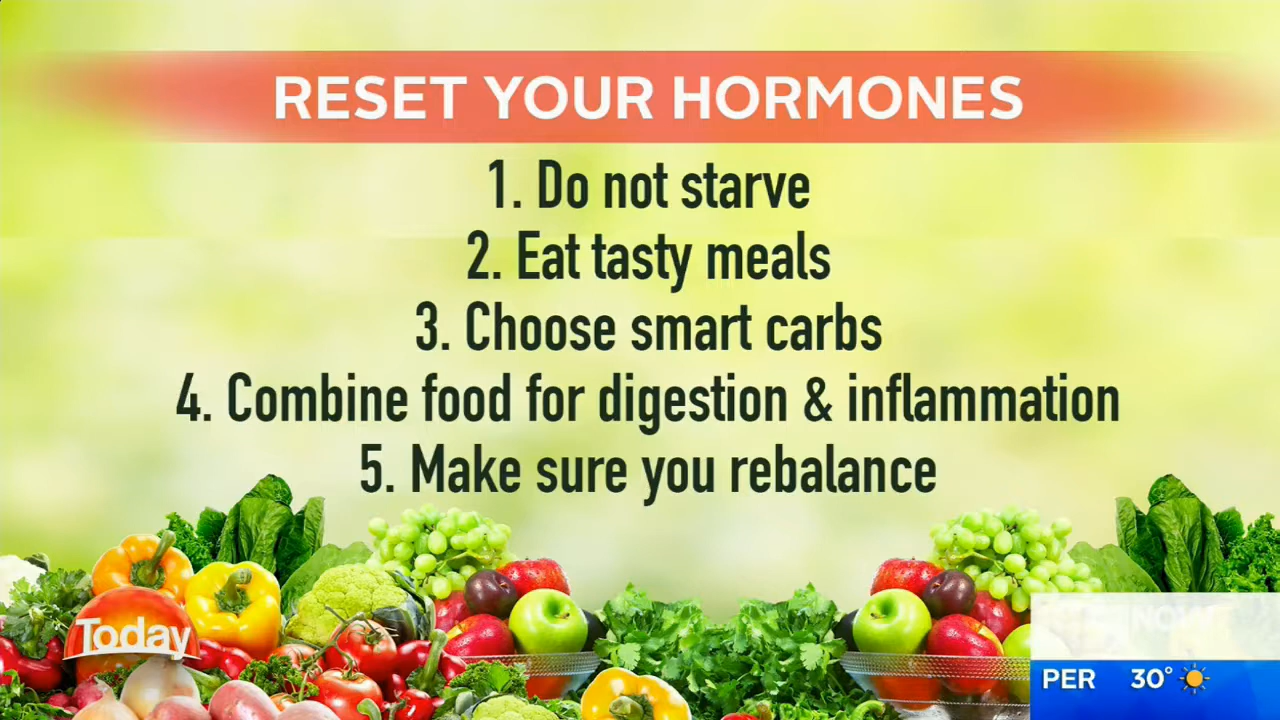 RESET YOUR HORMONES
1. Do not starve
2. Eat tasty meals
3. Choose smart carbs
4. Combine food for digestion & inflammation
5. Make sure you rebalance
Today
NOW
PER 30°